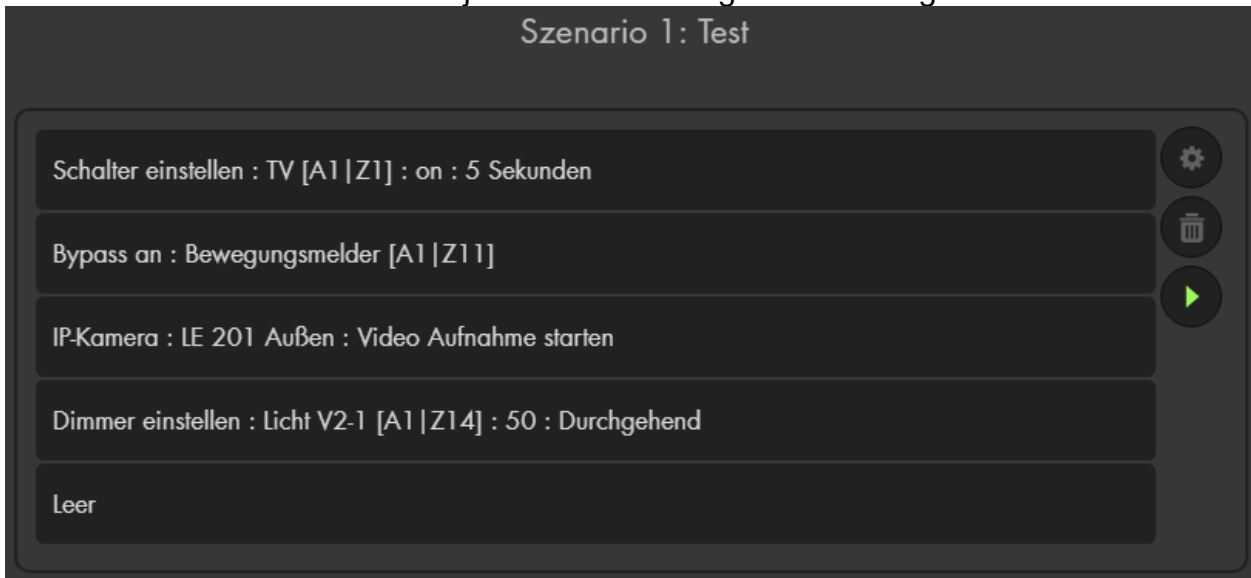 Szenario 1: Test
Schalter einstellen : TV [A1|Z1] : on : 5 Sekunden
Bypass an : Bewegungsmelder [A1|Z11]
IP-Kamera : LE 201 Außen : Video Aufnahme starten
Dimmer einstellen : Licht V2-1 [A1|Z14] : 50 : Durchgehend
Leer